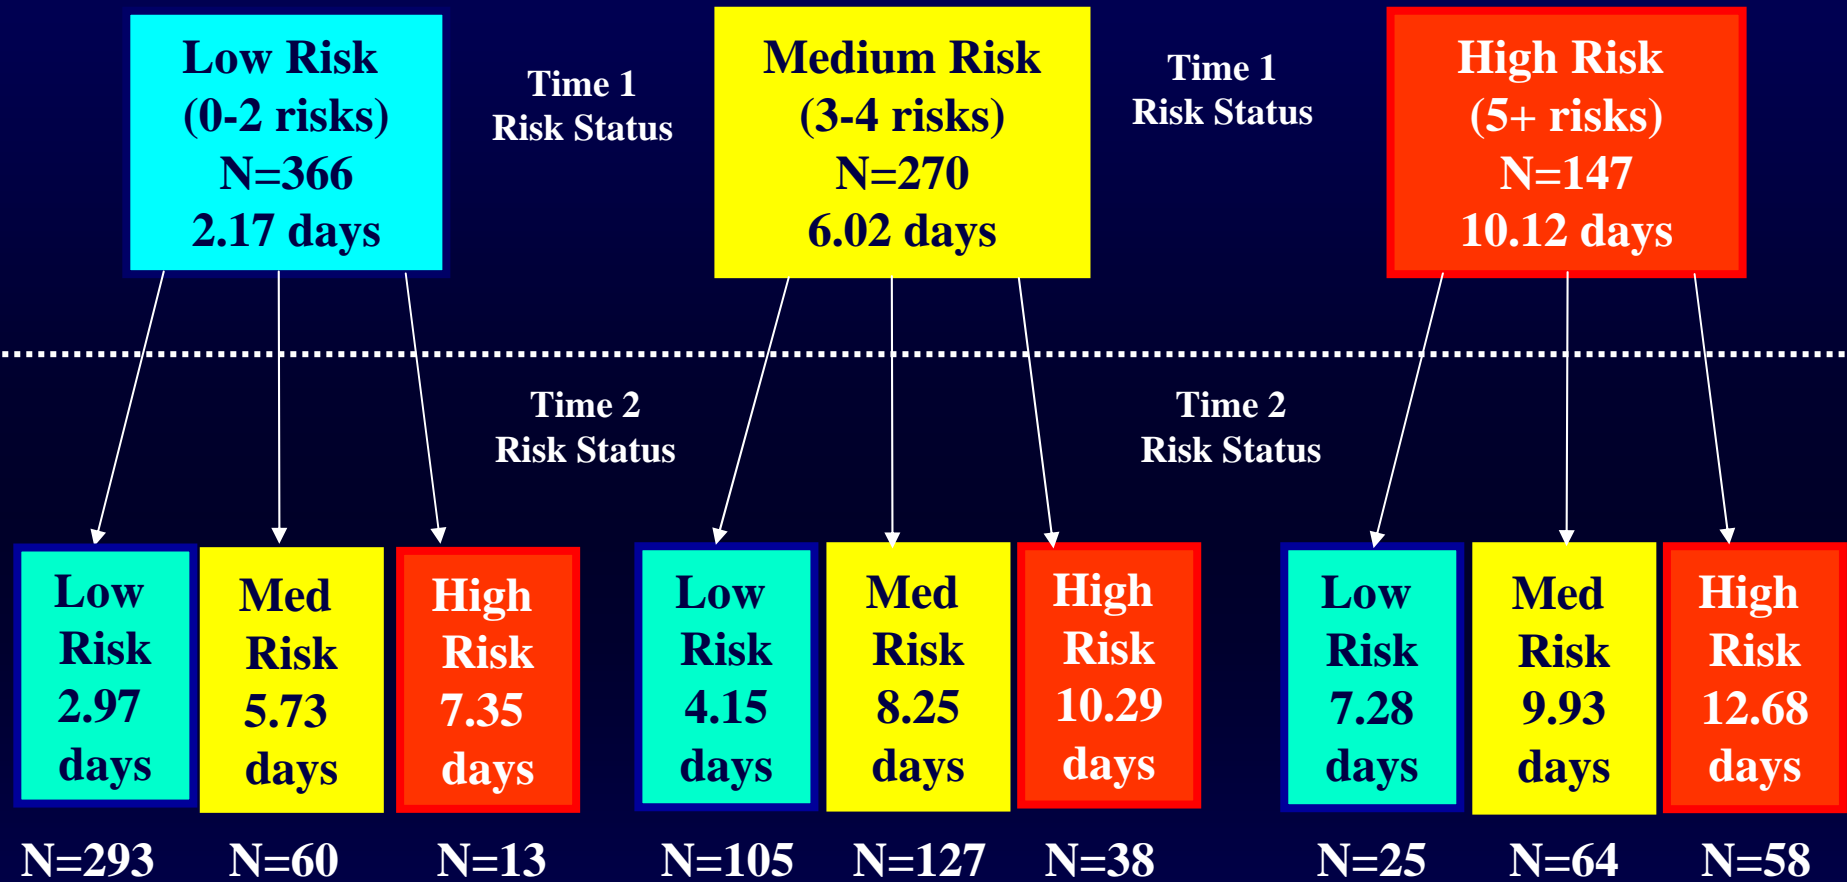 Low Risk
(0-2 risks)
N=366
2.17 days
Time 1
Risk Status
Medium Risk
(3-4 risks)
N=270
6.02 days
Time 1
Risk Status
High Risk
(5+ risks)
N=147
10.12 days
Time 2
Risk Status
Time 2
Risk Status
Low
Risk
2.97
days
Med
Risk
5.73
days
High
Risk
7.35
days
Low
Risk
4.15
days
Med
Risk
8.25
days
High
Risk
10.29
days
Low
Risk
7.28
days
Med
Risk
9.93
days
High
Risk
12.68
days
N=293
N=60
N=13
N=105
N=127
N=38
N=25
N=64
N=58